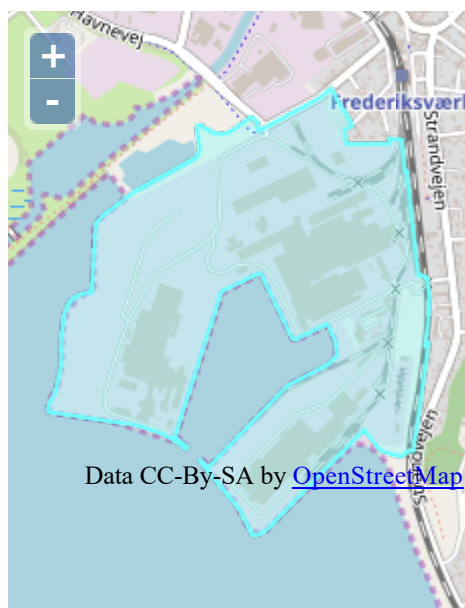 Havnevej
+
-
Frederiksværk
Strandvejen
Data CC-By-SA by OpenStreetMap